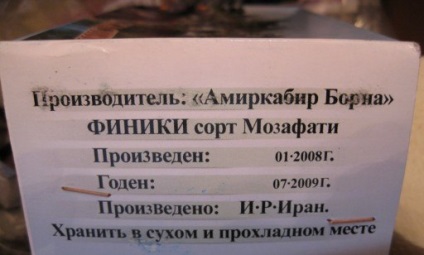 Производитель: «Амиркабир Борна»
ФИНИКИ сорт Мозафати
Произведен: 01·2008г.
Годен: 07·2009г.
Произведено: И·Р·Иран.
Хранить в сухом и прохладном месте